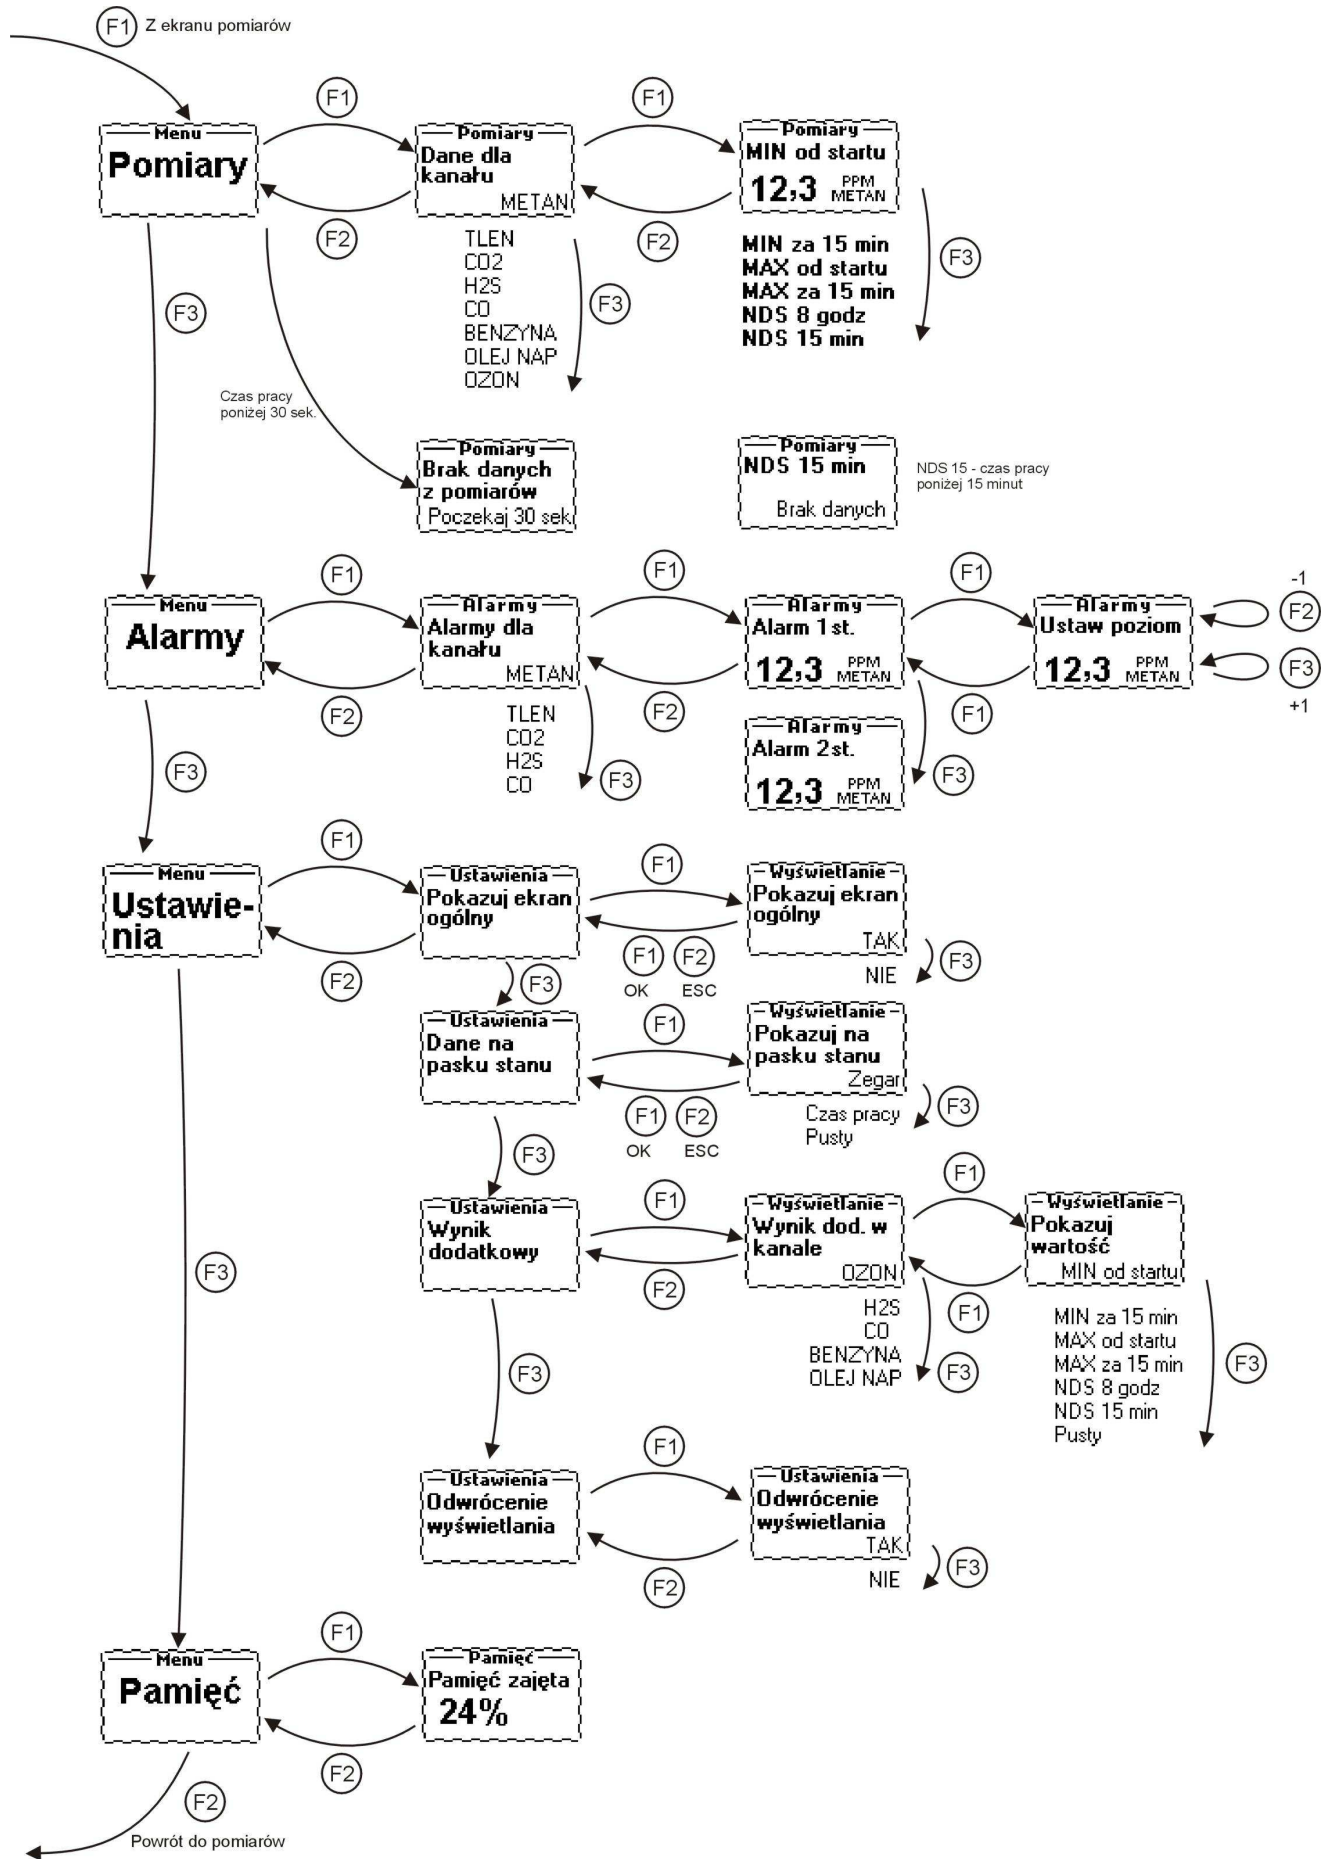 F1 Z ekranu pomiarów
F1
F1
Menu
Pomiary
Pomiary
Dane dla
kanału
METAN
Pomiary
MIN od startu
12,3 PPM
METAN
F2
F2
TLEN
CO2
H2S
CO
BENZYNA
OLEJ NAP
OZON
F3
MIN za 15 min
MAX od startu
MAX za 15 min
NDS 8 godz
NDS 15 min
F3
F3
Czas pracy
poniżej 30 sek.
Pomiary
Brak danych
z pomiarów
Poczekaj 30 sek
Pomiary
NDS 15 min
Brak danych
NDS 15 - czas pracy
poniżej 15 minut
F1
F1
F1
Menu
Alarmy
Alarmy
Alarmy dla
kanału
METAN
Alarmy
Alarm 1 st.
12,3 PPM
METAN
Alarmy
Ustaw poziom
12,3 PPM
METAN
-1
F2
F3
+1
F2
F2
F1
TLEN
CO2
H2S
CO
F3
Alarmy
Alarm 2st.
12,3 PPM
METAN
F3
F3
F1
F1
Menu
Ustawie-
nia
Ustawienia
Pokazuj ekran
ogólny
Wyświetlanie
Pokazuj ekran
ogólny
TAK
NIE
F3
F2
F1 F2
OK ESC
F3
F1
Ustawienia
Dane na
pasku stanu
Wyświetlanie
Pokazuj na
pasku stanu
Zegar
Czas pracy
Pusty
F3
F1 F2
OK ESC
F3
F1
F1
Ustawienia
Wynik
dodatkowy
Wyświetlanie
Wynik dod. w
kanale
OZON
Wyświetlanie
Pokazuj
wartość
MIN od startu
F3
F2
F1
H2S
CO
BENZYNA
OLEJ NAP
F3
MIN za 15 min
MAX od startu
MAX za 15 min
NDS 8 godz
NDS 15 min
Pusty
F3
F3
F1
Ustawienia
Odwrócenie
wyświetlania
Ustawienia
Odwrócenie
wyświetlania
TAK
NIE
F3
F2
F1
Menu
Pamięć
Pamięć
Pamięć zajęta
24%
F2
F2
Powrót do pomiarów